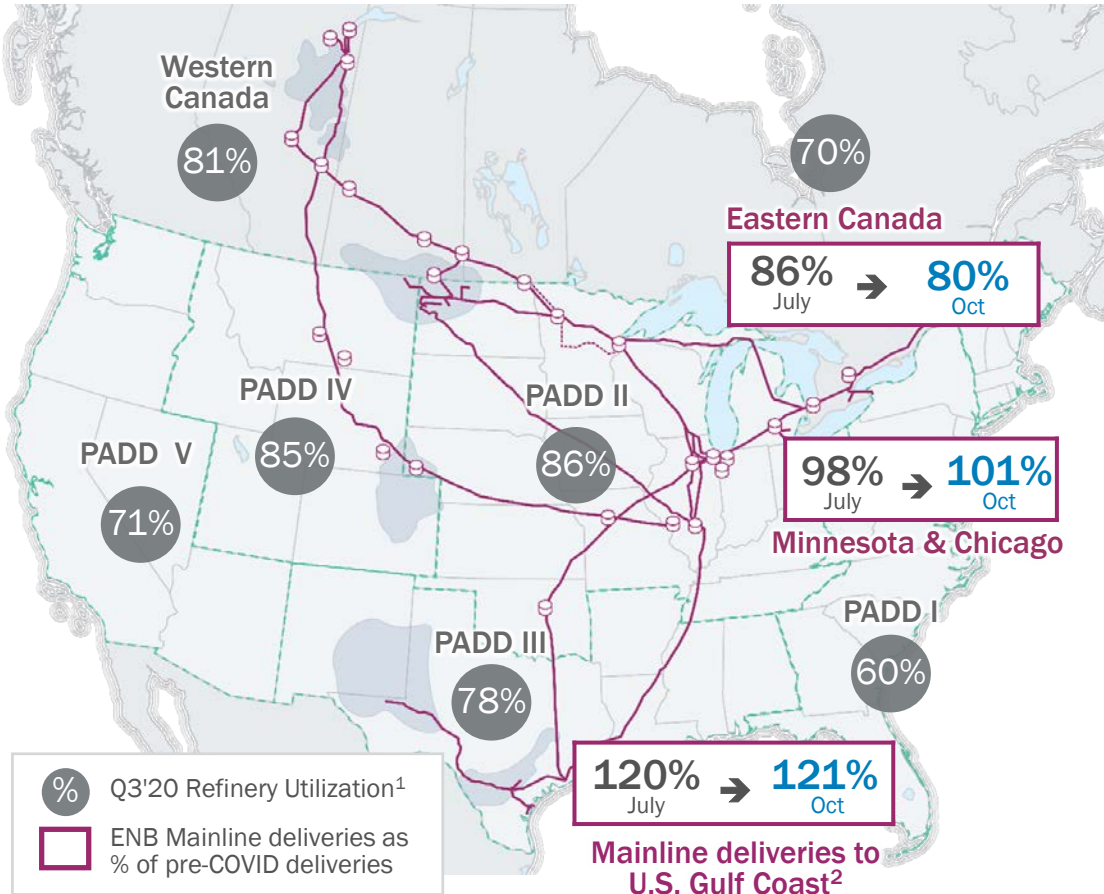 Western
Canada
81%
70%
Eastern Canada
86%
July
80%
Oct
PADD IV
85%
PADD II
86%
PADD V
71%
98%
July
101%
Oct
Minnesota & Chicago
PADD I
60%
PADD III
78%
120%
July
121%
Oct
Mainline deliveries to
U.S. Gulf Coast²
% Q3'20 Refinery Utilization¹
ENB Mainline deliveries as
% of pre-COVID deliveries